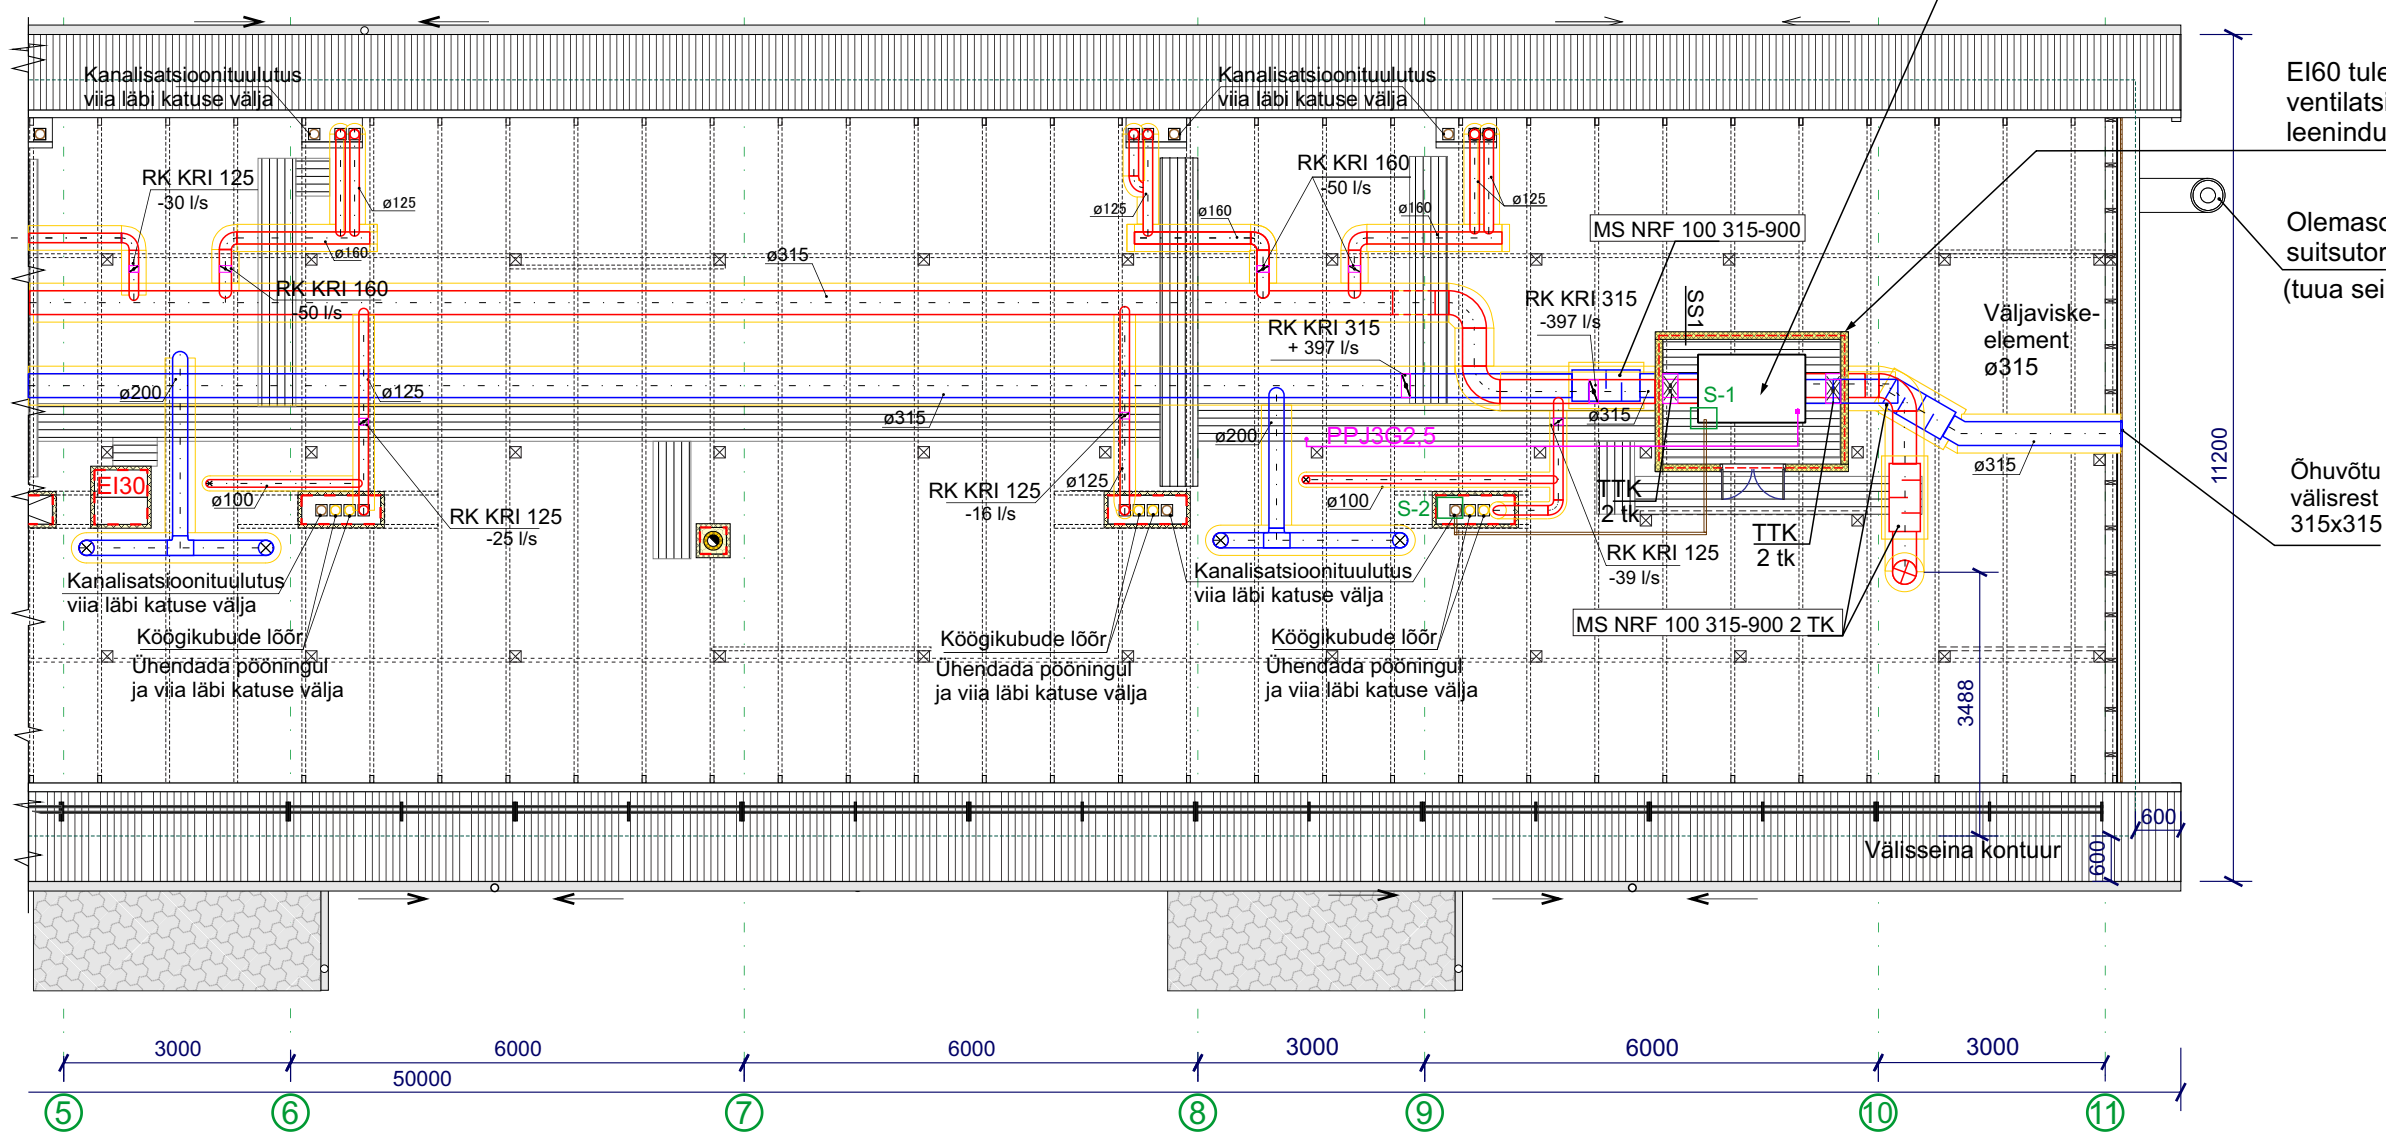 Kanalisatsioonituulutus
viia läbi katuse välja
Kanalisatsioonituulutus
viia läbi katuse välja
EI60 tule
ventilatsi
leenindu
RK KRI 125
-30 l/s
ø125
ø160
RK KRI 160
-50 l/s
ø315
ø125
ø160
RK KRI 160
-50 l/s
ø160
ø125
MS NRF 100 315-900
Olemaso
suitsutor
(tuua sei
RK KRI 315
-397 l/s
RK KRI 315
+ 397 l/s
SS1
Väljaviske-
element
ø315
ø200
ø125
ø315
ø200
PPJ3G2,5
ø315
S-1
ø315
11200
EI30
ø100
RK KRI 125
-25 l/s
RK KRI 125
-16 l/s
ø125
ø100
S-2
TTK
2 tk
TTK
2 tk
RK KRI 125
-39 l/s
Õhuvõtu
välisrest
315x315
MS NRF 100 315-900 2 TK
Kanalisatsioonituulutus
viia läbi katuse välja
Köögikubude lõõr
Ühendada pööningul
ja viia läbi katuse välja
Köögikubude lõõr
Ühendada pööningul
ja viia läbi katuse välja
Kanalisatsioonituulutus
viia läbi katuse välja
Köögikubude lõõr
Ühendada pööningul
ja viia läbi katuse välja
3488
600
600
Välisseina kontuur
3000
6000
6000
3000
6000
3000
50000
5
6
7
8
9
10
11